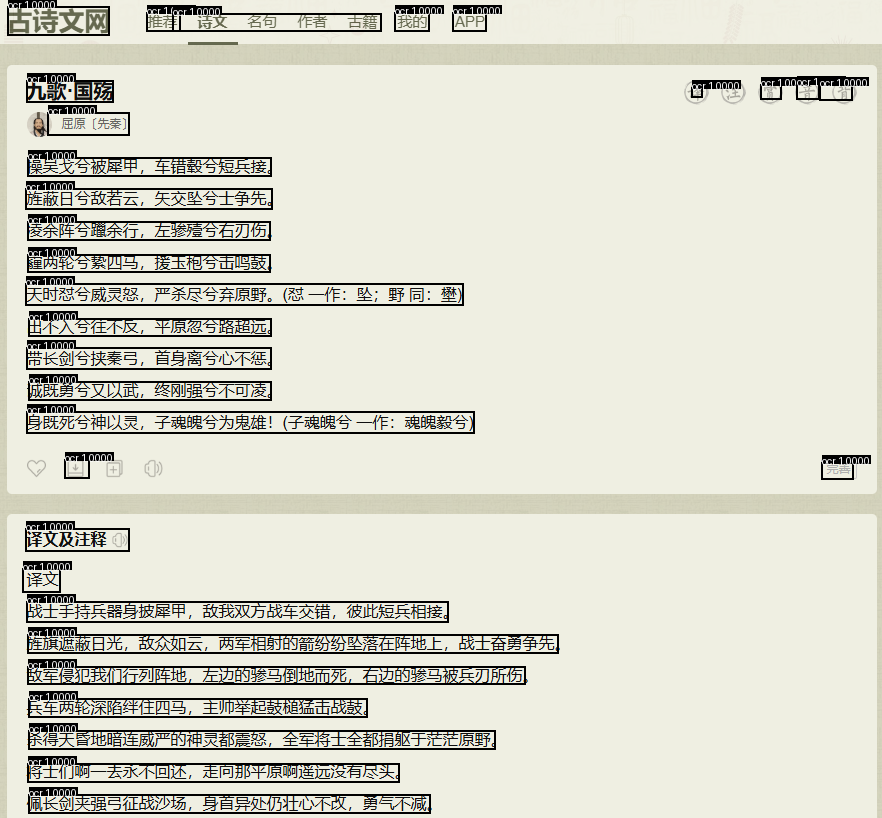 古诗文网
推荐 诗文 名句 作者 古籍 我的 APP
九歌·国殇
译 注 赏 音 背
屈原〔先秦〕
操吴戈兮被犀甲，车错毂兮短兵接。
旌蔽日兮敌若云，矢交坠兮士争先。
凌余阵兮躐余行，左骖殪兮右刃伤。
霾两轮兮絷四马，援玉枹兮击鸣鼓。
天时怼兮威灵怒，严杀尽兮弃原野。(怼 一作：坠；野 同：壄)
出不入兮往不反，平原忽兮路超远。
带长剑兮挟秦弓，首身离兮心不惩。
诚既勇兮又以武，终刚强兮不可凌。
身既死兮神以灵，子魂魄兮为鬼雄！(子魂魄兮 一作：魂魄毅兮)
完善
译文及注释
译文
战士手持兵器身披犀甲，敌我双方战车交错，彼此短兵相接。
旌旗遮蔽日光，敌众如云，两军相射的箭纷纷坠落在阵地上，战士奋勇争先。
敌军侵犯我们行列阵地，左边的骖马倒地而死，右边的骖马被兵刃所伤。
兵车两轮深陷绊住四马，主帅举起鼓槌猛击战鼓。
杀得天昏地暗连威严的神灵都震怒，全军将士全都捐躯于茫茫原野。
将士们啊一去永不回还，走向那平原啊遥远没有尽头。
佩长剑夹强弓征战沙场，身首异处仍壮心不改，勇气不减。
ocr 1.0000